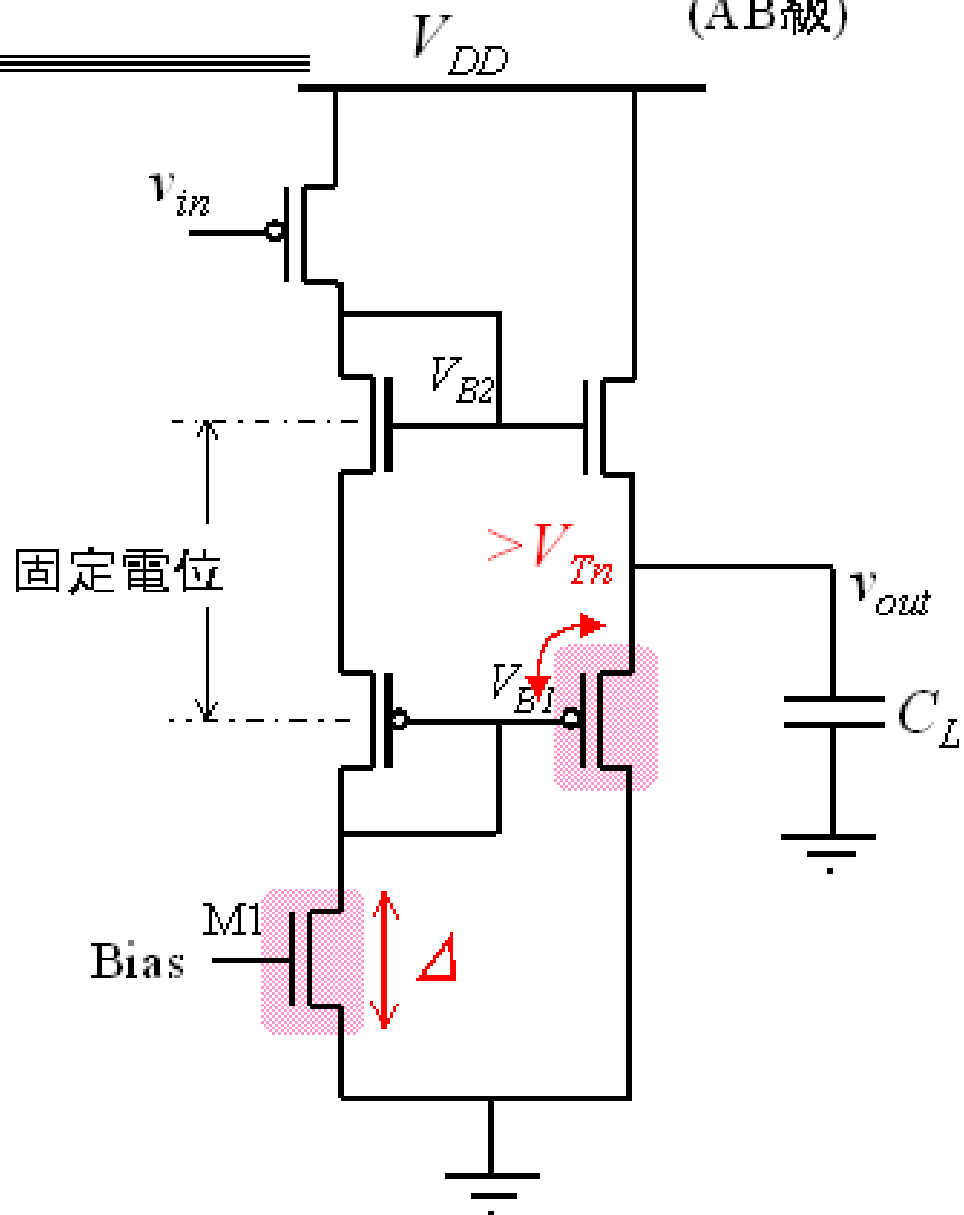 (AB級)
V_DD
v_in
V_B2
>V_Tn
固定電位
v_out
V_B1
C_L
M1
Bias
Δ